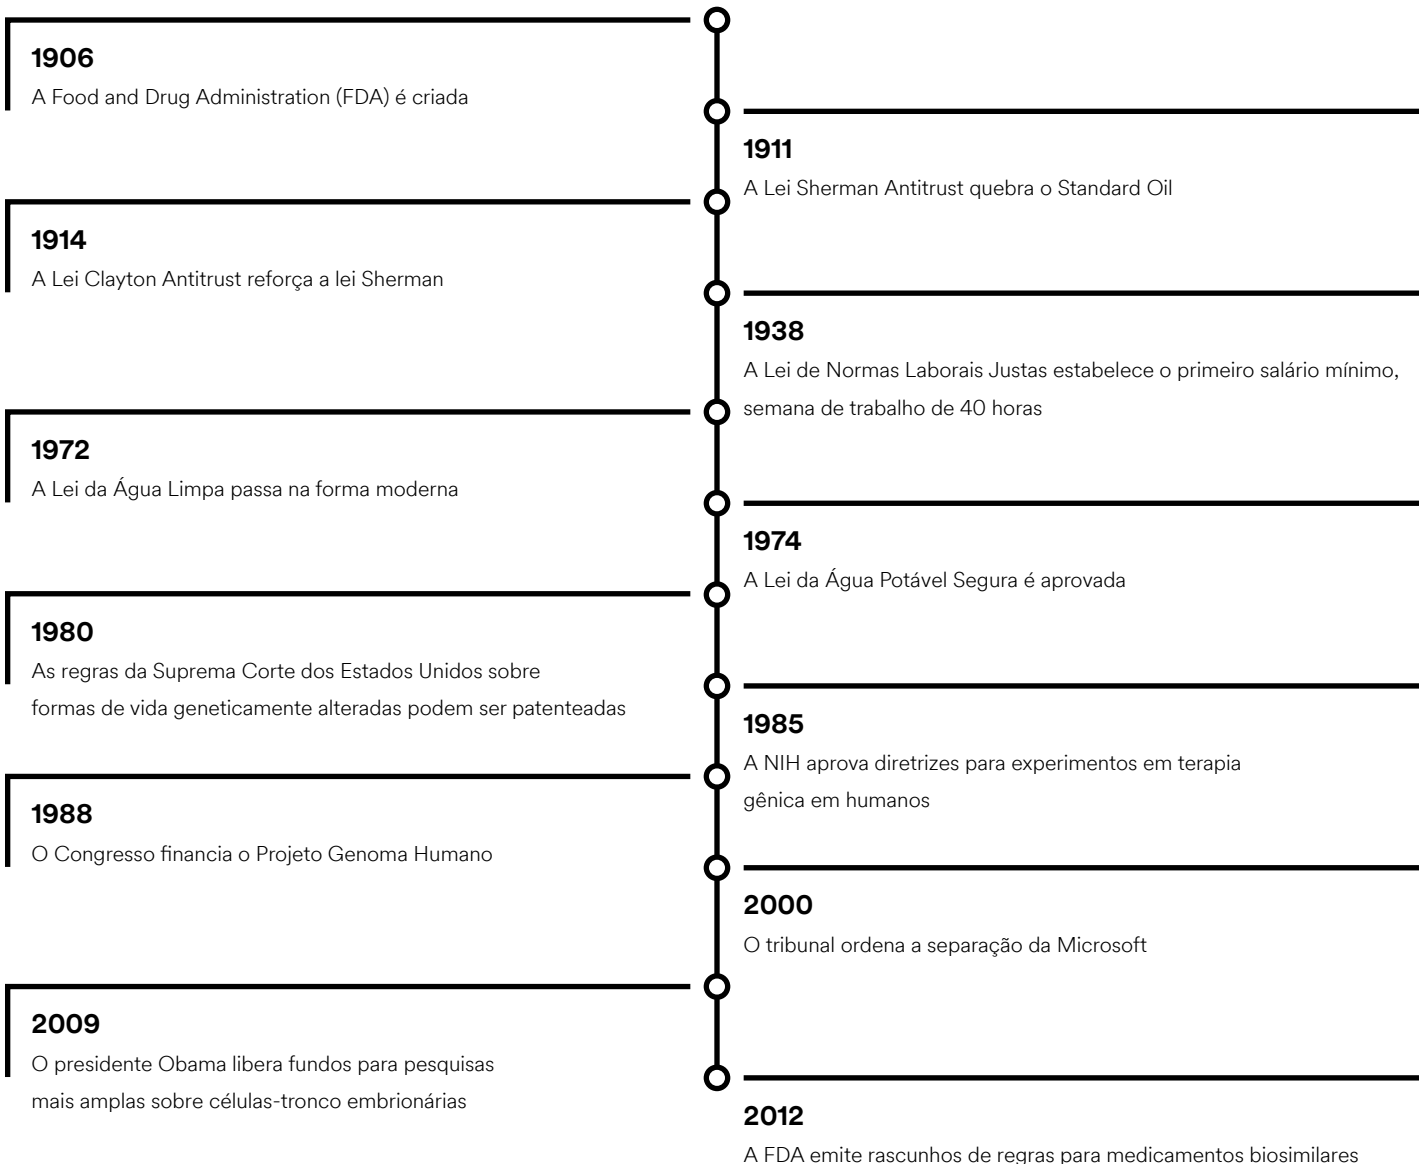 1906
A Food and Drug Administration (FDA) é criada
1911
A Lei Sherman Antitrust quebra o Standard Oil
1914
A Lei Clayton Antitrust reforça a lei Sherman
1938
A Lei de Normas Laborais Justas estabelece o primeiro salário mínimo,
semana de trabalho de 40 horas
1972
A Lei da Água Limpa passa na forma moderna
1974
A Lei da Água Potável Segura é aprovada
1980
As regras da Suprema Corte dos Estados Unidos sobre
formas de vida geneticamente alteradas podem ser patenteadas
1985
A NIH aprova diretrizes para experimentos em terapia
gênica em humanos
1988
O Congresso financia o Projeto Genoma Humano
2000
O tribunal ordena a separação da Microsoft
2009
O presidente Obama libera fundos para pesquisas
mais amplas sobre células-tronco embrionárias
2012
A FDA emite rascunhos de regras para medicamentos biosimilares